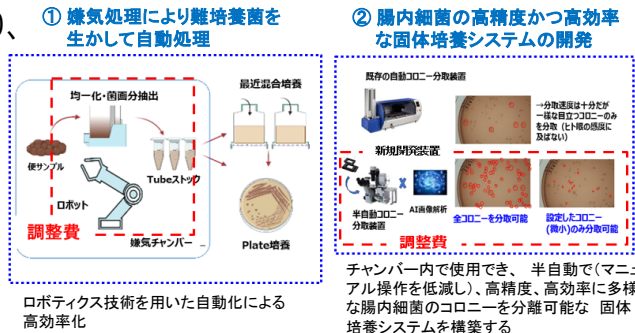 ）、
① 嫌気処理により難培養菌を
生かして自動処理
均一化・菌画分抽出
便サンプル
Tubeストック
ロボット
調整費
嫌気チャンバー
最近混合培養
Plate培養
ロボティクス技術を用いた自動化による
高効率化
② 腸内細菌の高精度かつ高効率
な固体培養システムの開発
既存の自動コロニー分取装置
→分取速度は十分だが
一様な目立つコロニーのみ
を分取（ヒト眼の感度に
及ばない）
新規開発装置
半自動コロニー
分取装置
X
AI画像解析
全コロニーを分取可能
設定したコロニー
(微小)のみ分取可能
調整費
チャンバー内で使用でき、 半自動で（マニュ
アル操作を低減し）、高精度、高効率に多様
な腸内細菌のコロニーを分離可能な 固体
培養システムを構築する